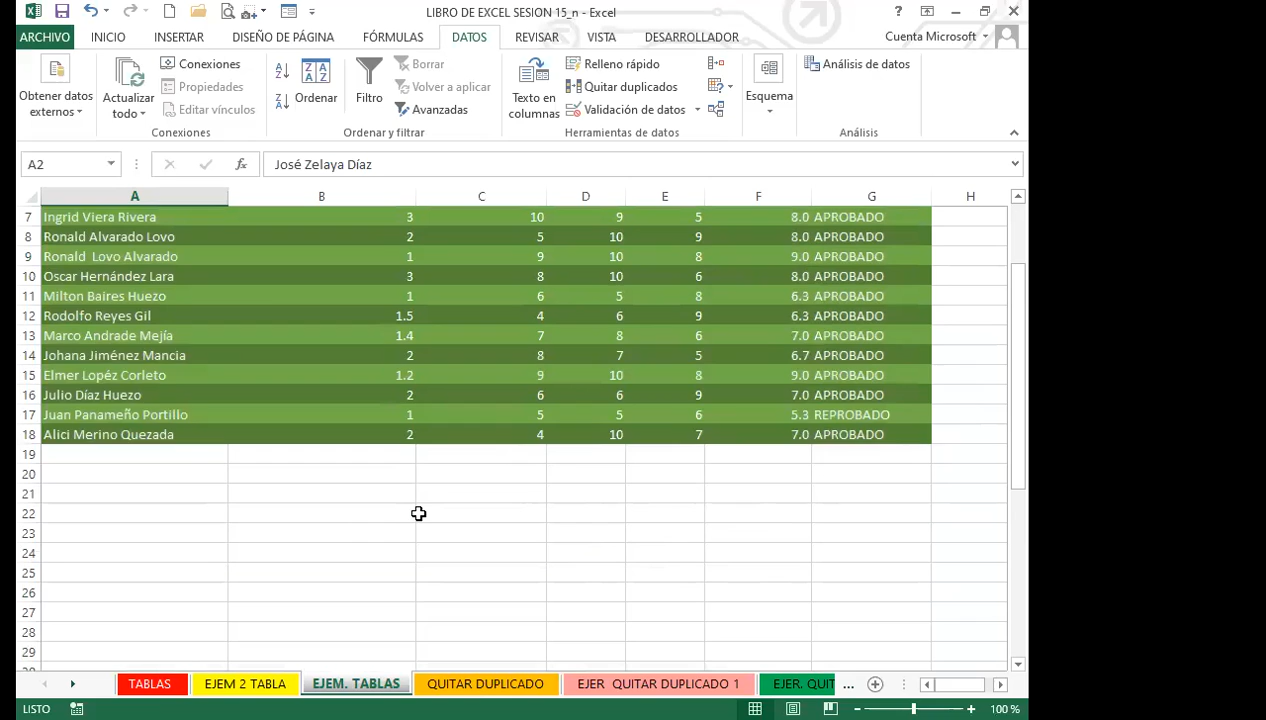 LIBRO DE EXCEL SESION 15_n - Excel
ARCHIVO INICIO INSERTAR DISEÑO DE PÁGINA FÓRMULAS DATOS REVISAR VISTA DESARROLLADOR Cuenta Microsoft
Obtener datos externos
Actualizar todo
Conexiones
Propiedades
Editar vínculos
Conexiones
Ordenar
Filtro
Borrar
Volver a aplicar
Avanzadas
Ordenar y filtrar
Texto en columnas
Relleno rápido
Quitar duplicados
Validación de datos
Herramientas de datos
Esquema
Análisis de datos
Análisis
A2 fx José Zelaya Díaz
A B C D E F G H
7 Ingrid Viera Rivera 3 10 9 5 8.0 APROBADO
8 Ronald Alvarado Lovo 2 5 10 9 8.0 APROBADO
9 Ronald  Lovo Alvarado 1 9 10 8 9.0 APROBADO
10 Oscar Hernández Lara 3 8 10 6 8.0 APROBADO
11 Milton Baires Huezo 1 6 5 8 6.3 APROBADO
12 Rodolfo Reyes Gil 1.5 4 6 9 6.3 APROBADO
13 Marco Andrade Mejía 1.4 7 8 6 7.0 APROBADO
14 Johana Jiménez Mancia 2 8 7 5 6.7 APROBADO
15 Elmer Lopéz Corleto 1.2 9 10 8 9.0 APROBADO
16 Julio Díaz Huezo 2 6 6 9 7.0 APROBADO
17 Juan Panameño Portillo 1 5 5 6 5.3 REPROBADO
18 Alici Merino Quezada 2 4 10 7 7.0 APROBADO
19
20
21
22
23
24
25
26
27
28
29
TABLAS EJEM 2 TABLA EJEM. TABLAS QUITAR DUPLICADO EJER  QUITAR DUPLICADO 1 EJER. QUIT ...
LISTO 100 %